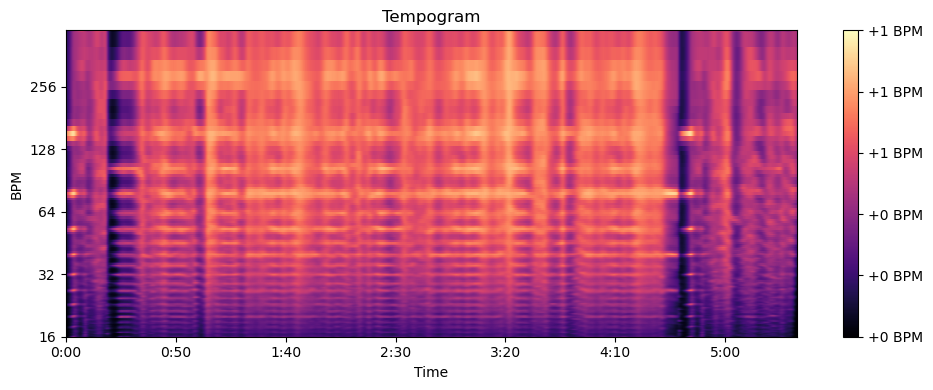 Tempogram
BPM
256
128
64
32
16
0:00
0:50
1:40
2:30
3:20
4:10
5:00
Time
+1 BPM
+1 BPM
+1 BPM
+0 BPM
+0 BPM
+0 BPM